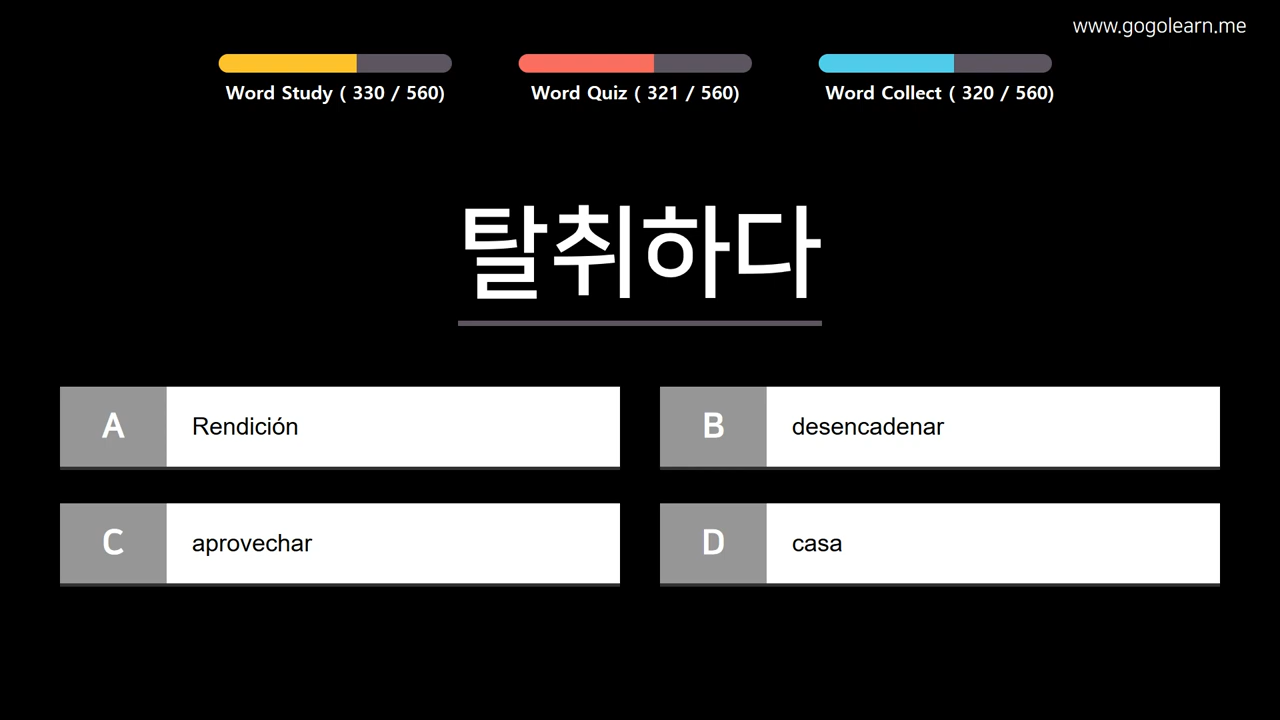 www.gogolearn.me
Word Study ( 330 / 560)
Word Quiz ( 321 / 560)
Word Collect ( 320 / 560)
탈취하다
A Rendición
B desencadenar
C aprovechar
D casa